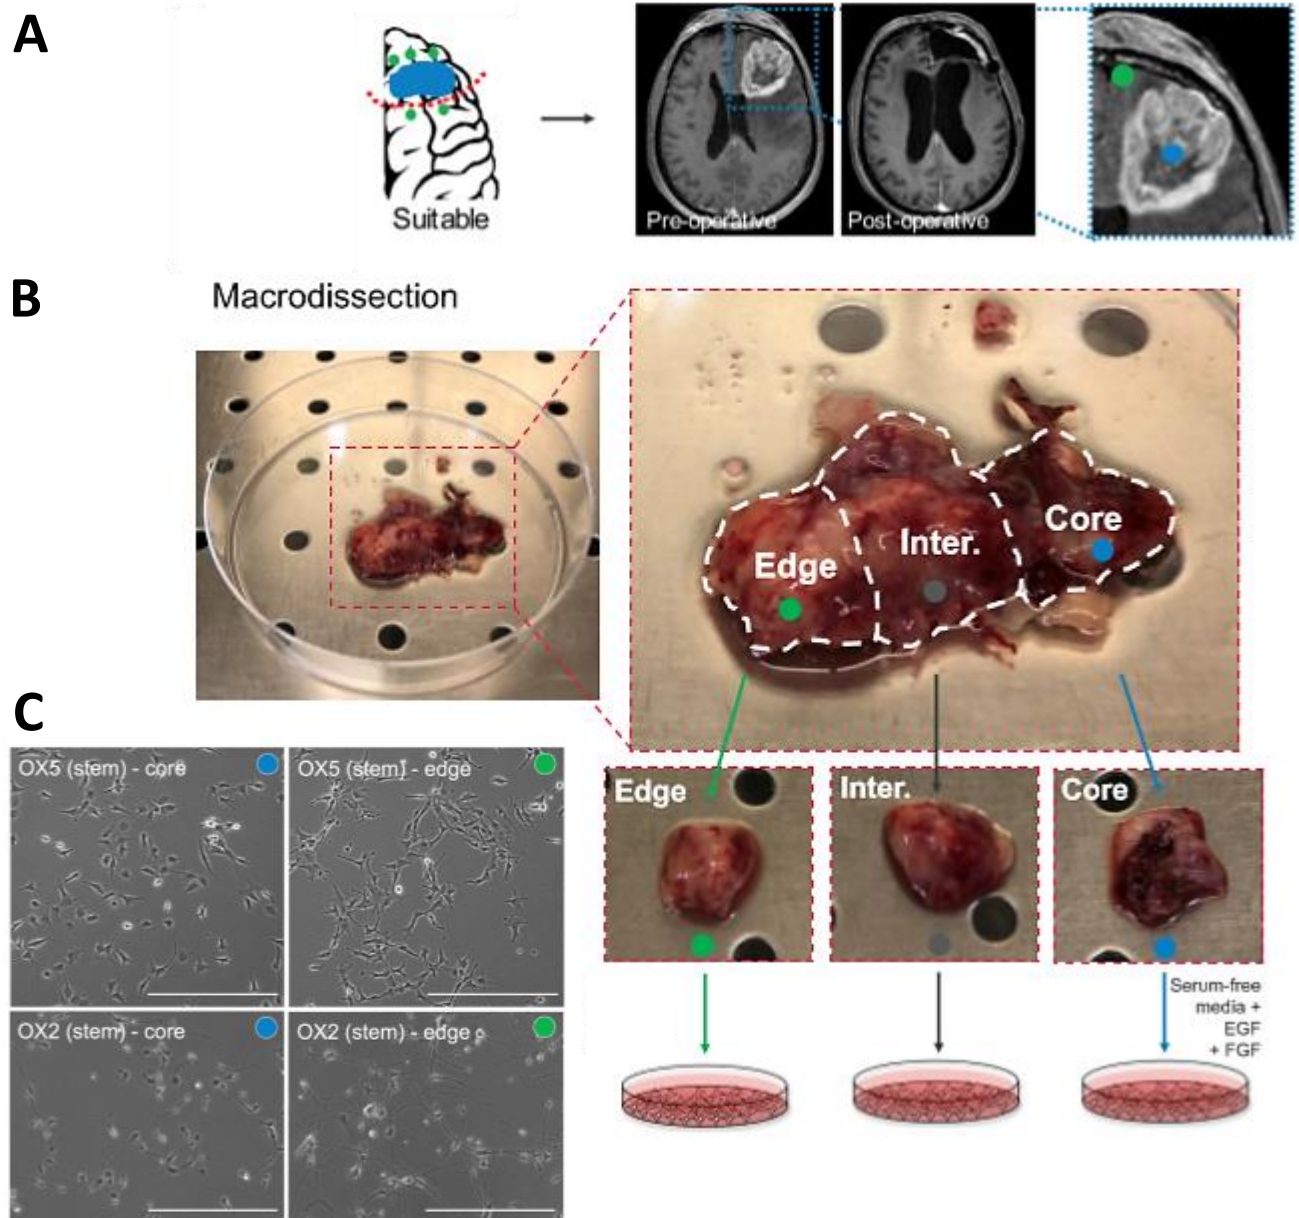 A
Suitable
Pre-operative
Post-operative
B
Macrodissection
Edge
Inter.
Core
C
OX5 (stem) - core
OX5 (stem) - edge
OX2 (stem) - core
OX2 (stem) - edge
Edge
Inter.
Core
Serum-free
media +
EGF
+ FGF